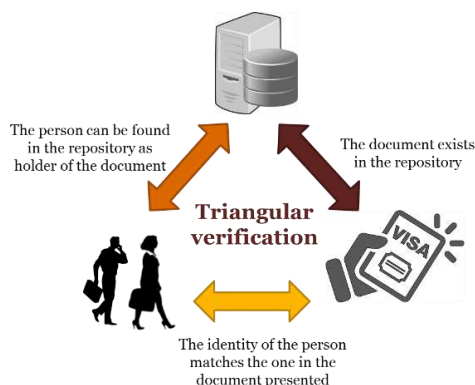 The person can be found
in the repository as
holder of the document
The document exists
in the repository
Triangular
verification
VISA
The identity of the person
matches the one in the
document presented